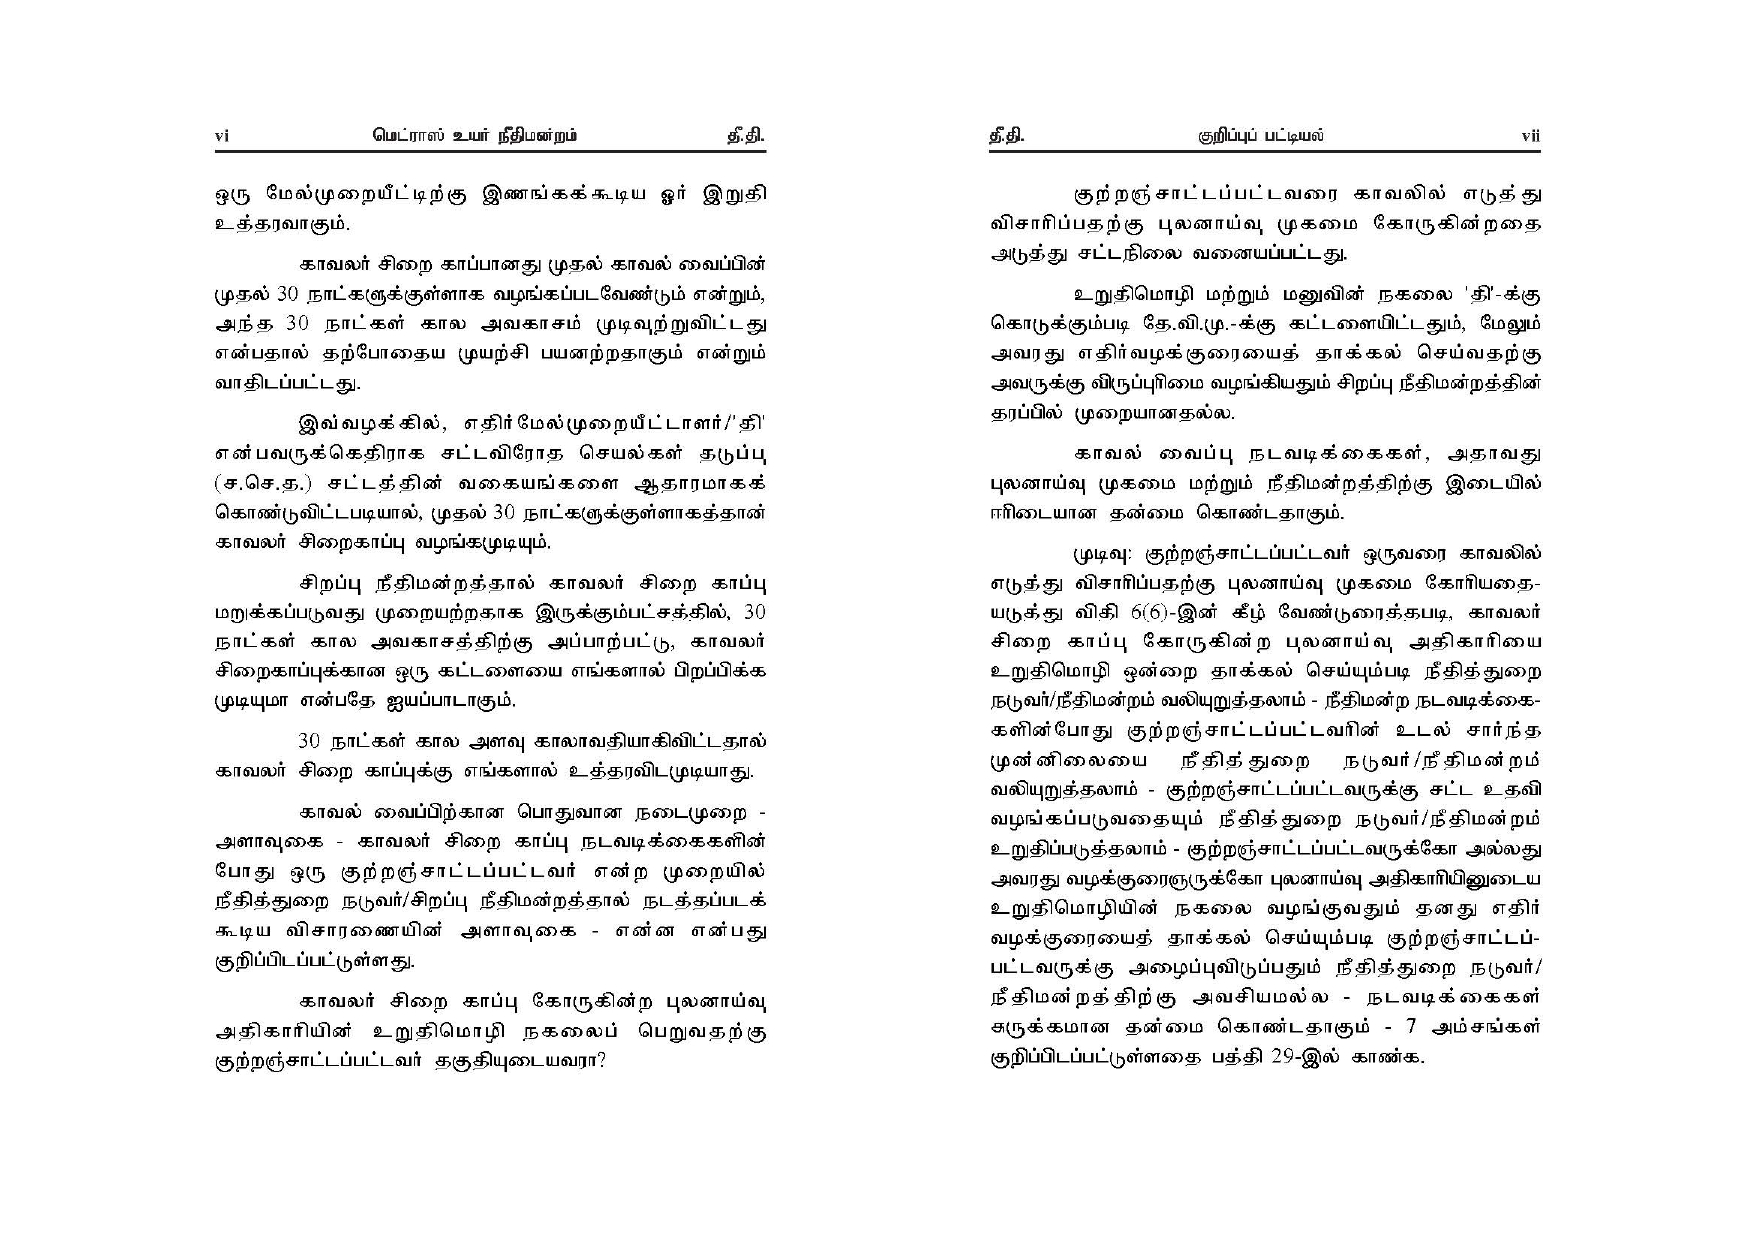 vi மெட்ராஸ் உயர் நீதிமன்றம் தீ.தி.
ஒரு மேல்முறையீட்டிற்கு இணங்கக்கூடிய ஓர் இறுதி
உத்தரவாகும்.
காவலர் சிறை காப்பானது முதல் காவல் வைப்பின்
முதல் 30 நாட்களுக்குள்ளாக வழங்கப்படவேண்டும் என்றும்,
அந்த 30 நாட்கள் கால அவகாசம் முடிவுற்றுவிட்டது
என்பதால் தற்போதைய முயற்சி பயனற்றதாகும் என்றும்
வாதிடப்பட்டது.
இவ்வழக்கில், எதிர்மேல்முறையீட்டாளர்/'தி'
என்பவருக்கெதிராக சட்டவிரோத செயல்கள் தடுப்பு
(ச.செ.த.) சட்டத்தின் வகையங்களை ஆதாரமாகக்
கொண்டுவிட்டபடியால், முதல் 30 நாட்களுக்குள்ளாகத்தான்
காவலர் சிறைகாப்பு வழங்கமுடியும்.
சிறப்பு நீதிமன்றத்தால் காவலர் சிறை காப்பு
மறுக்கப்படுவது முறையற்றதாக இருக்கும்பட்சத்தில், 30
நாட்கள் கால அவகாசத்திற்கு அப்பாற்பட்டு, காவலர்
சிறைகாப்புக்கான ஒரு கட்டளையை எங்களால் பிறப்பிக்க
முடியுமா என்பதே ஐயப்பாடாகும்.
30 நாட்கள் கால அளவு காலாவதியாகிவிட்டதால்
காவலர் சிறை காப்புக்கு எங்களால் உத்தரவிடமுடியாது.
காவல் வைப்பிற்கான பொதுவான நடைமுறை -
அளாவுகை - காவலர் சிறை காப்பு நடவடிக்கைகளின்
போது ஒரு குற்றஞ்சாட்டப்பட்டவர் என்ற முறையில்
நீதித்துறை நடுவர்/சிறப்பு நீதிமன்றத்தால் நடத்தப்படக்
கூடிய விசாரணையின் அளாவுகை - என்ன என்பது
குறிப்பிடப்பட்டுள்ளது.
காவலர் சிறை காப்பு கோருகின்ற புலனாய்வு
அதிகாரியின் உறுதிமொழி நகலைப் பெறுவதற்கு
குற்றஞ்சாட்டப்பட்டவர் தகுதியுடையவரா?
தீ.தி. குறிப்புப் பட்டியல் vii
குற்றஞ்சாட்டப்பட்டவரை காவலில் எடுத்து
விசாரிப்பதற்கு புலனாய்வு முகமை கோருகின்றதை
அடுத்து சட்டநிலை வனையப்பட்டது.
உறுதிமொழி மற்றும் மனுவின் நகலை 'தி'-க்கு
கொடுக்கும்படி தே.வி.மு.-க்கு கட்டளையிட்டதும், மேலும்
அவரது எதிர்வழக்குரையைத் தாக்கல் செய்வதற்கு
அவருக்கு விருப்புரிமை வழங்கியதும் சிறப்பு நீதிமன்றத்தின்
தரப்பில் முறையானதல்ல.
காவல் வைப்பு நடவடிக்கைகள், அதாவது
புலனாய்வு முகமை மற்றும் நீதிமன்றத்திற்கு இடையில்
ஈரிடையான தன்மை கொண்டதாகும்.
முடிவு: குற்றஞ்சாட்டப்பட்டவர் ஒருவரை காவலில்
எடுத்து விசாரிப்பதற்கு புலனாய்வு முகமை கோரியதை-
யடுத்து விதி 6(6)-இன் கீழ் வேண்டுரைத்தபடி, காவலர்
சிறை காப்பு கோருகின்ற புலனாய்வு அதிகாரியை
உறுதிமொழி ஒன்றை தாக்கல் செய்யும்படி நீதித்துறை
நடுவர்/நீதிமன்றம் வலியுறுத்தலாம் - நீதிமன்ற நடவடிக்கை-
களின்போது குற்றஞ்சாட்டப்பட்டவரின் உடல் சார்ந்த
முன்னிலையை நீதித்துறை நடுவர்/நீதிமன்றம்
வலியுறுத்தலாம் - குற்றஞ்சாட்டப்பட்டவருக்கு சட்ட உதவி
வழங்கப்படுவதையும் நீதித்துறை நடுவர்/நீதிமன்றம்
உறுதிப்படுத்தலாம் - குற்றஞ்சாட்டப்பட்டவருக்கோ அல்லது
அவரது வழக்குரைஞருக்கோ புலனாய்வு அதிகாரியினுடைய
உறுதிமொழியின் நகலை வழங்குவதும் தனது எதிர்
வழக்குரையைத் தாக்கல் செய்யும்படி குற்றஞ்சாட்டப்-
பட்டவருக்கு அழைப்புவிடுப்பதும் நீதித்துறை நடுவர்/
நீதிமன்றத்திற்கு அவசியமல்ல - நடவடிக்கைகள்
சுருக்கமான தன்மை கொண்டதாகும் - 7 அம்சங்கள்
குறிப்பிடப்பட்டுள்ளதை பத்தி 29-இல் காண்க.